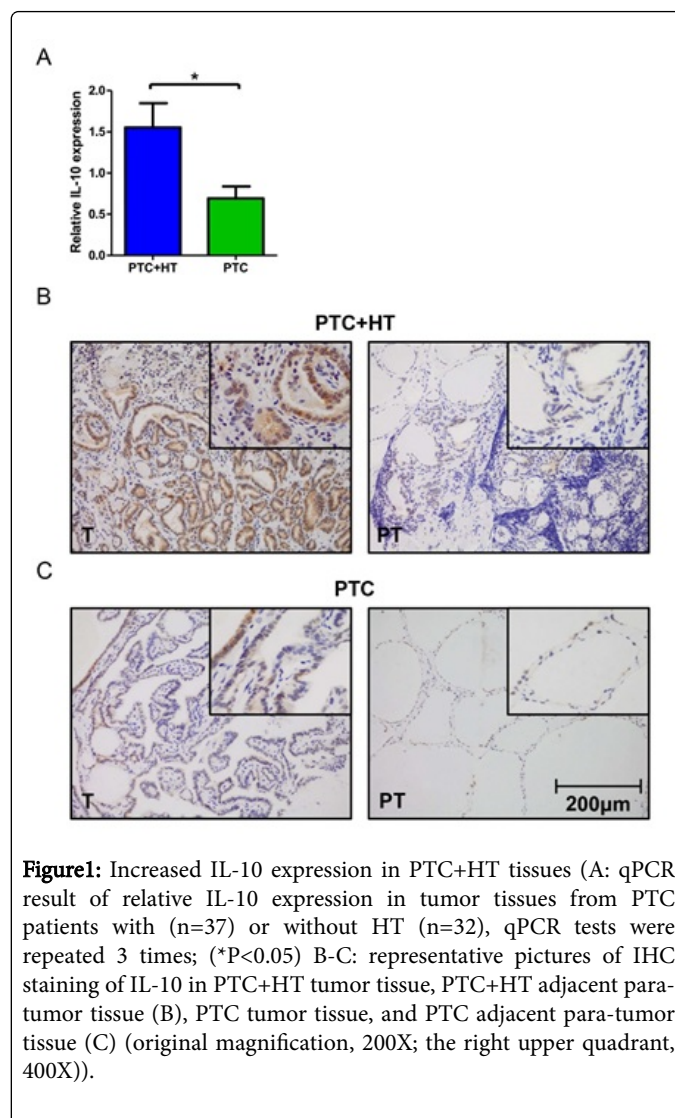 A
*
2.0
1.5
1.0
0.5
0.0
Relative IL-10 expression
PTC+HT PTC
B
PTC+HT
T PT
C
PTC
T PT
200μm
Figure1: Increased IL-10 expression in PTC+HT tissues (A: qPCR
result of relative IL-10 expression in tumor tissues from PTC
patients with (n=37) or without HT (n=32), qPCR tests were
repeated 3 times; (*P<0.05) B-C: representative pictures of IHC
staining of IL-10 in PTC+HT tumor tissue, PTC+HT adjacent para-
tumor tissue (B), PTC tumor tissue, and PTC adjacent para-tumor
tissue (C) (original magnification, 200X; the right upper quadrant,
400X)).